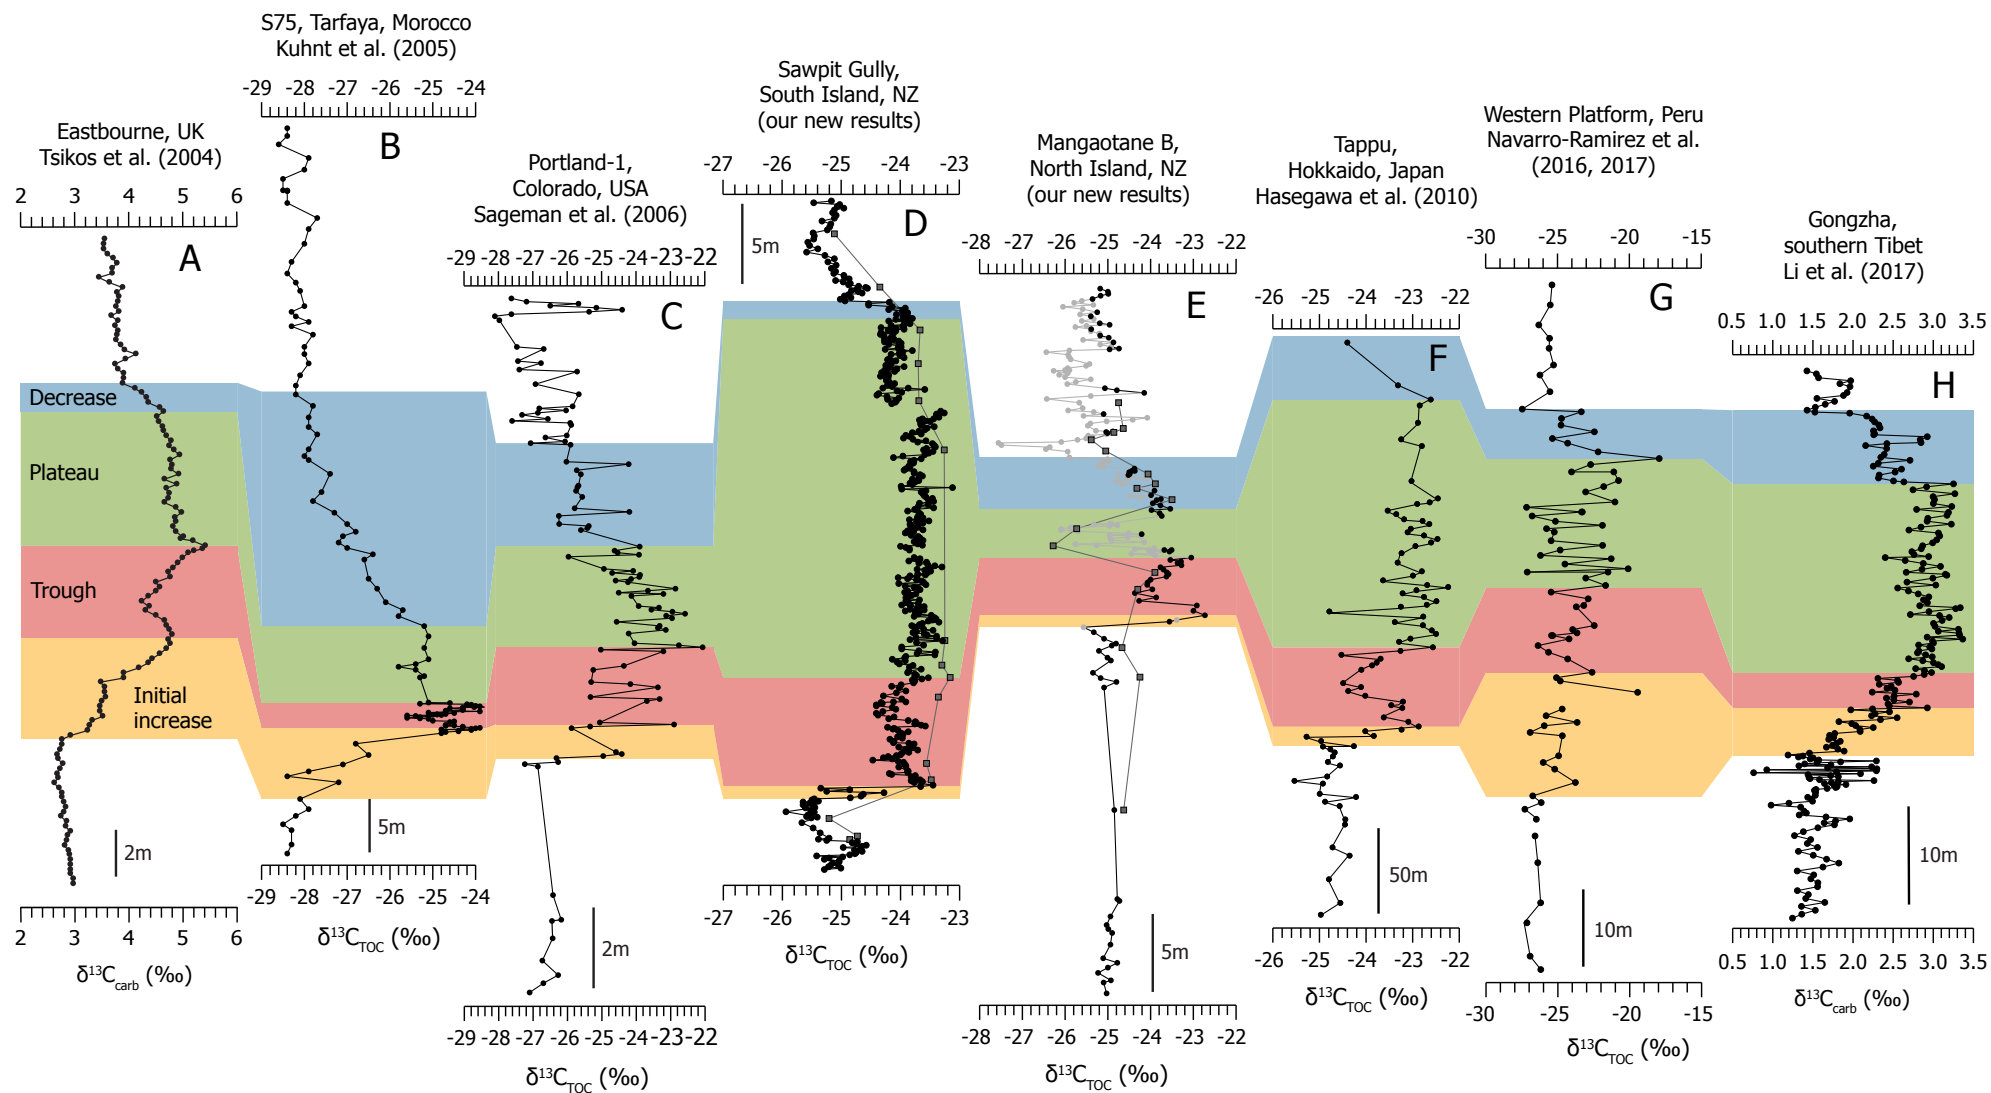 Eastbourne, UK
Tsikos et al. (2004)
2 3 4 5 6
A
Decrease
Plateau
Trough
Initial
increase
2m
2 3 4 5 6
δ13Ccarb (‰)
S75, Tarfaya, Morocco
Kuhnt et al. (2005)
-29 -28 -27 -26 -25 -24
B
5m
-29 -28 -27 -26 -25 -24
δ13CTOC (‰)
Portland-1,
Colorado, USA
Sageman et al. (2006)
-29 -28 -27 -26 -25 -24 -23 -22
C
2m
-29 -28 -27 -26 -25 -24 -23 -22
δ13CTOC (‰)
Sawpit Gully,
South Island, NZ
(our new results)
-27 -26 -25 -24 -23
5m
D
-27 -26 -25 -24 -23
δ13CTOC (‰)
Mangaotane B,
North Island, NZ
(our new results)
-28 -27 -26 -25 -24 -23 -22
E
5m
-28 -27 -26 -25 -24 -23 -22
δ13CTOC (‰)
Tappu,
Hokkaido, Japan
Hasegawa et al. (2010)
-26 -25 -24 -23 -22
F
50m
-26 -25 -24 -23 -22
δ13CTOC (‰)
Western Platform, Peru
Navarro-Ramirez et al.
(2016, 2017)
-30 -25 -20 -15
G
10m
-30 -25 -20 -15
δ13CTOC (‰)
Gongzha,
southern Tibet
Li et al. (2017)
0.5 1.0 1.5 2.0 2.5 3.0 3.5
H
10m
0.5 1.0 1.5 2.0 2.5 3.0 3.5
δ13Ccarb (‰)